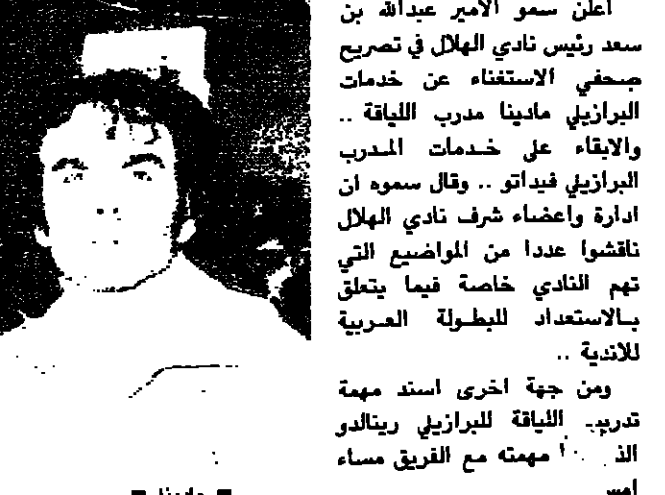 اعلن سمو الامير عبدالله بن
سعد رئيس نادي الهلال في تصريح
صحفي الاستغناء عن خدمات
البرازيلي مادينا مدرب اللياقة ..
والابقاء على خدمات المدرب
البرازيلي فيداتو .. وقال سموه ان
ادارة واعضاء شرف نادي الهلال
ناقشوا عددا من المواضيع التي
تهم النادي خاصة فيما يتعلق
بالاستعداد للبطولة العربية
للاندية ..
ومن جهة اخرى اسند مهمة
تدريب اللياقة للبرازيلي رينالدو
مهمته مع الفريق مساء
امس
■ مادينا ■